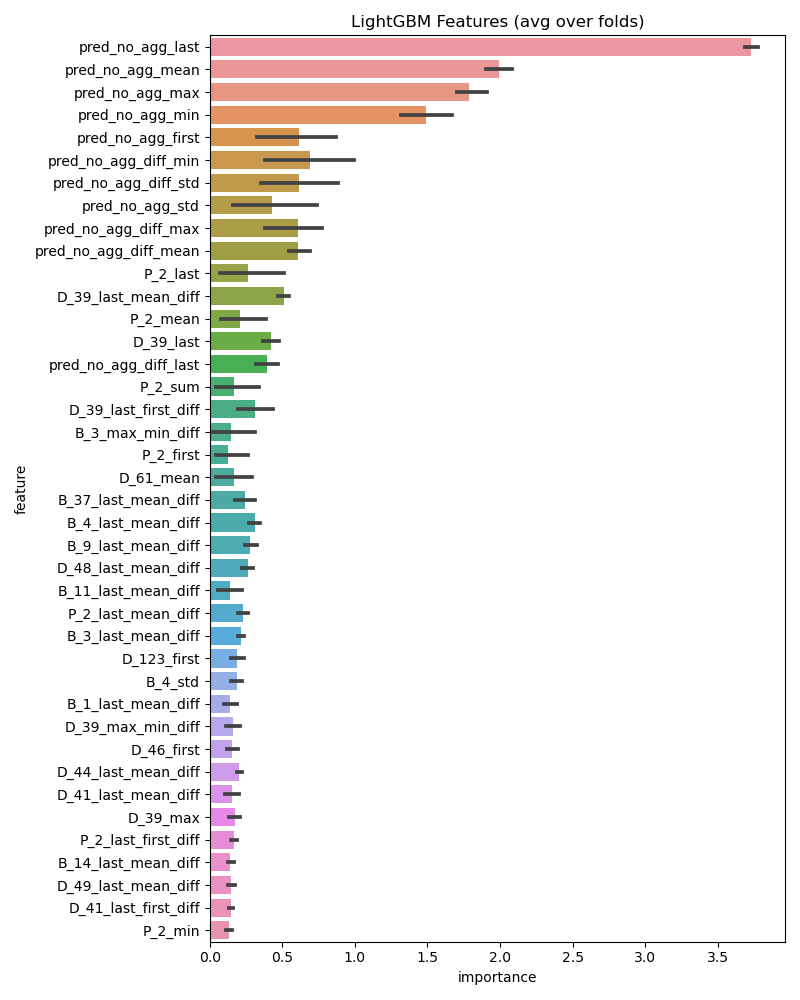 LightGBM Features (avg over folds)
pred_no_agg_last
pred_no_agg_mean
pred_no_agg_max
pred_no_agg_min
pred_no_agg_first
pred_no_agg_diff_min
pred_no_agg_diff_std
pred_no_agg_std
pred_no_agg_diff_max
pred_no_agg_diff_mean
P_2_last
D_39_last_mean_diff
P_2_mean
D_39_last
pred_no_agg_diff_last
P_2_sum
D_39_last_first_diff
B_3_max_min_diff
P_2_first
D_61_mean
B_37_last_mean_diff
B_4_last_mean_diff
B_9_last_mean_diff
D_48_last_mean_diff
B_11_last_mean_diff
P_2_last_mean_diff
B_3_last_mean_diff
D_123_first
B_4_std
B_1_last_mean_diff
D_39_max_min_diff
D_46_first
D_44_last_mean_diff
D_41_last_mean_diff
D_39_max
P_2_last_first_diff
B_14_last_mean_diff
D_49_last_mean_diff
D_41_last_first_diff
P_2_min
feature
0.0 0.5 1.0 1.5 2.0 2.5 3.0 3.5
importance